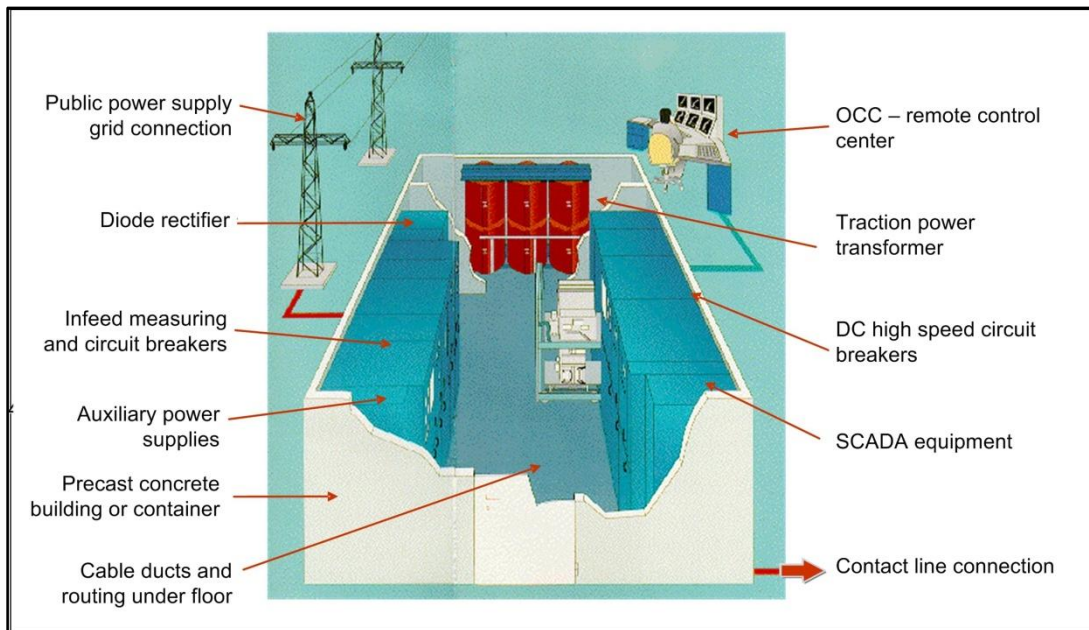 Public power supply
grid connection
Diode rectifier
Infeed measuring
and circuit breakers
Auxiliary power
supplies
Precast concrete
building or container
Cable ducts and
routing under floor
OCC – remote control
center
Traction power
transformer
DC high speed circuit
breakers
SCADA equipment
Contact line connection